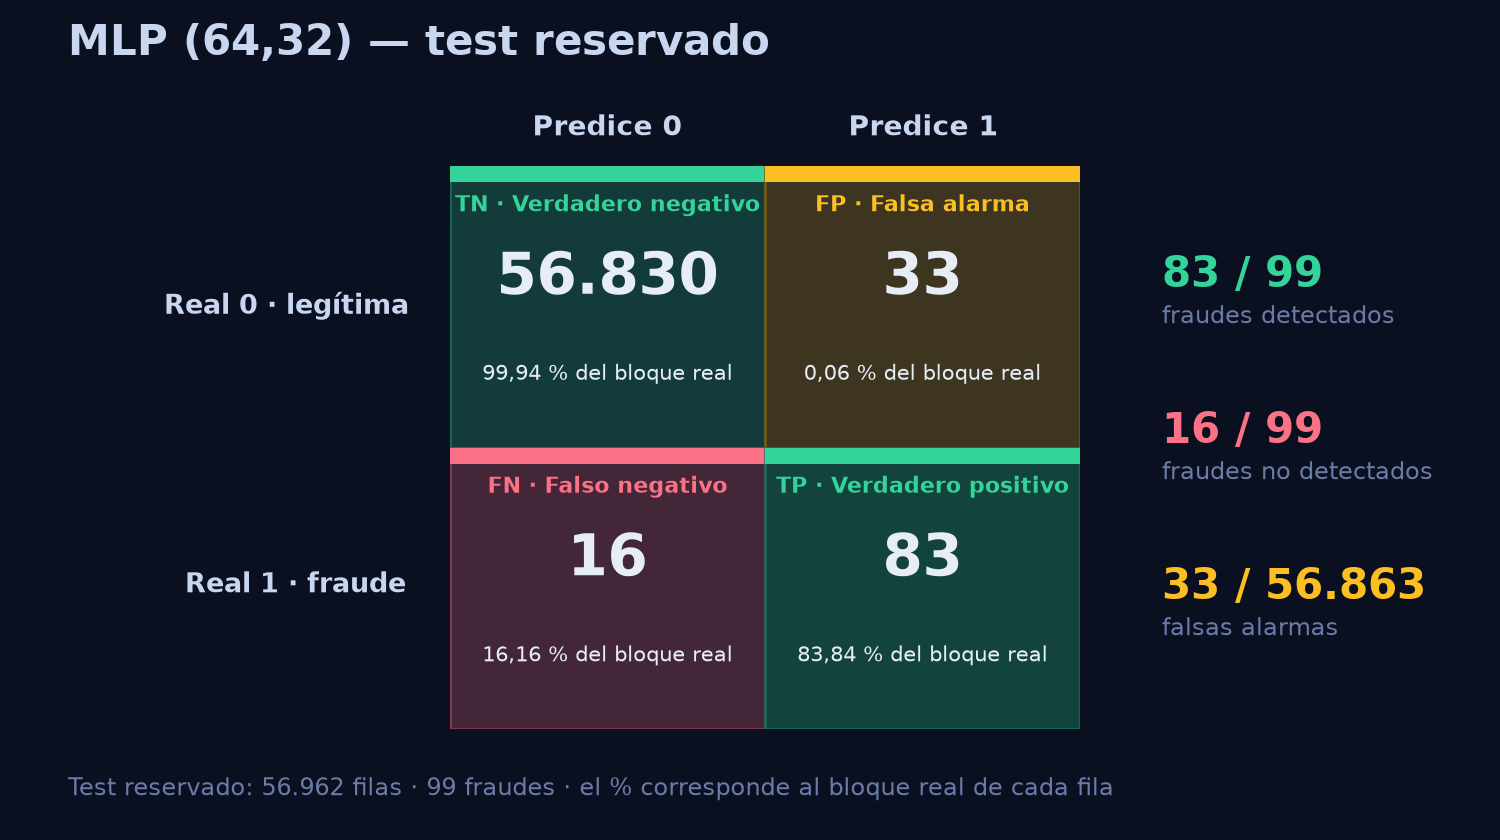 MLP (64,32) — test reservado
Predice 0
Predice 1
TN · Verdadero negativo
FP · Falsa alarma
56.830
33
83 / 99
fraudes detectados
Real 0 · legítima
99,94 % del bloque real
0,06 % del bloque real
16 / 99
fraudes no detectados
FN · Falso negativo
TP · Verdadero positivo
16
83
33 / 56.863
falsas alarmas
Real 1 · fraude
16,16 % del bloque real
83,84 % del bloque real
Test reservado: 56.962 filas · 99 fraudes · el % corresponde al bloque real de cada fila